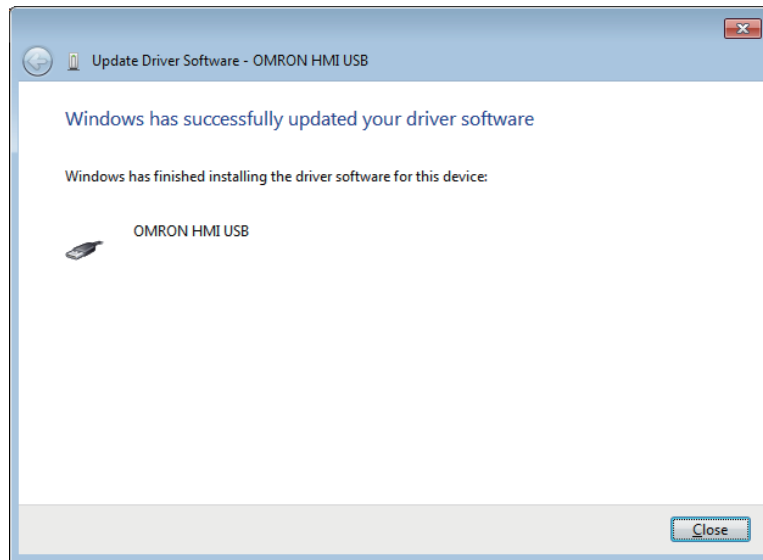 Update Driver Software - OMRON HMI USB
Windows has successfully updated your driver software
Windows has finished installing the driver software for this device:
OMRON HMI USB
Close